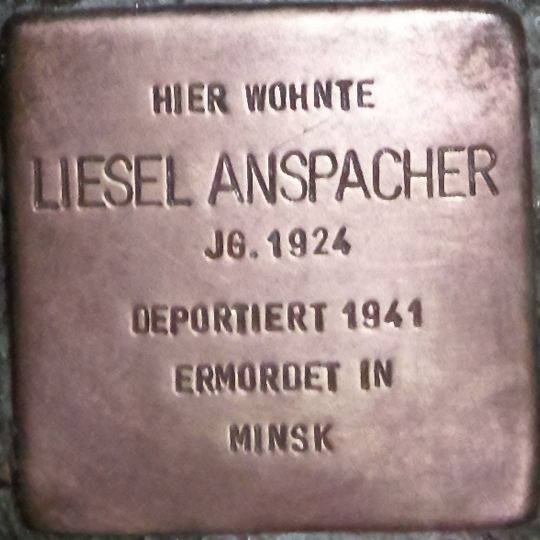 HIER WOHNTE
LIESEL ANSPACHER
JG. 1924
DEPORTIERT 1941
ERMORDET IN
MINSK